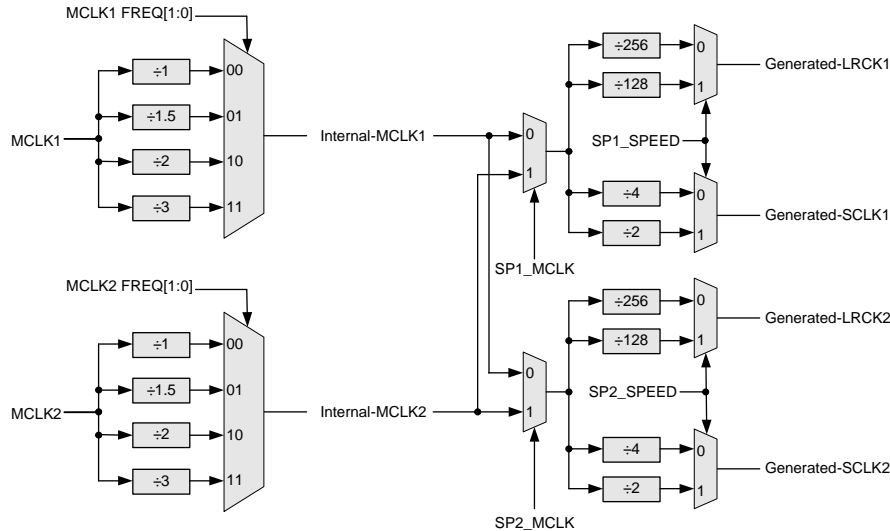 MCLK1 FREQ[1:0]
MCLK1
÷1
00
÷1.5
01
÷2
10
÷3
11
Internal-MCLK1
0
1
SP1_MCLK
÷256
0
÷128
1
Generated-LRCK1
SP1_SPEED
÷4
0
÷2
1
Generated-SCLK1
MCLK2 FREQ[1:0]
MCLK2
÷1
00
÷1.5
01
÷2
10
÷3
11
Internal-MCLK2
0
1
SP2_MCLK
÷256
0
÷128
1
Generated-LRCK2
SP2_SPEED
÷4
0
÷2
1
Generated-SCLK2